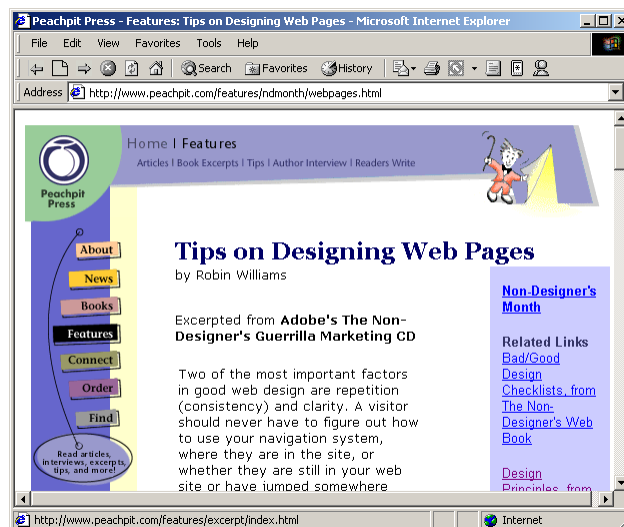 Peachpit Press - Features: Tips on Designing Web Pages - Microsoft Internet Explorer
File Edit View Favorites Tools Help
Search Favorites History
Address http://www.peachpit.com/features/ndmonth/webpages.html
Home | Features
Articles | Book Excerpts | Tips | Author Interview | Readers Write
Peachpit
Press
About
News
Books
Features
Connect
Order
Find
Read articles,
interviews, excerpts,
tips, and more!
Tips on Designing Web Pages
by Robin Williams
Excerpted from Adobe's The Non-
Designer's Guerrilla Marketing CD
Two of the most important factors
in good web design are repetition
(consistency) and clarity. A visitor
should never have to figure out how
to use your navigation system,
where they are in the site, or
whether they are still in your web
site or have jumped somewhere
Non-Designer's
Month
Related Links
Bad/Good
Design
Checklists, from
The Non-
Designer's Web
Book
Design
Principles, from
http://www.peachpit.com/features/excerpt/index.html
Internet